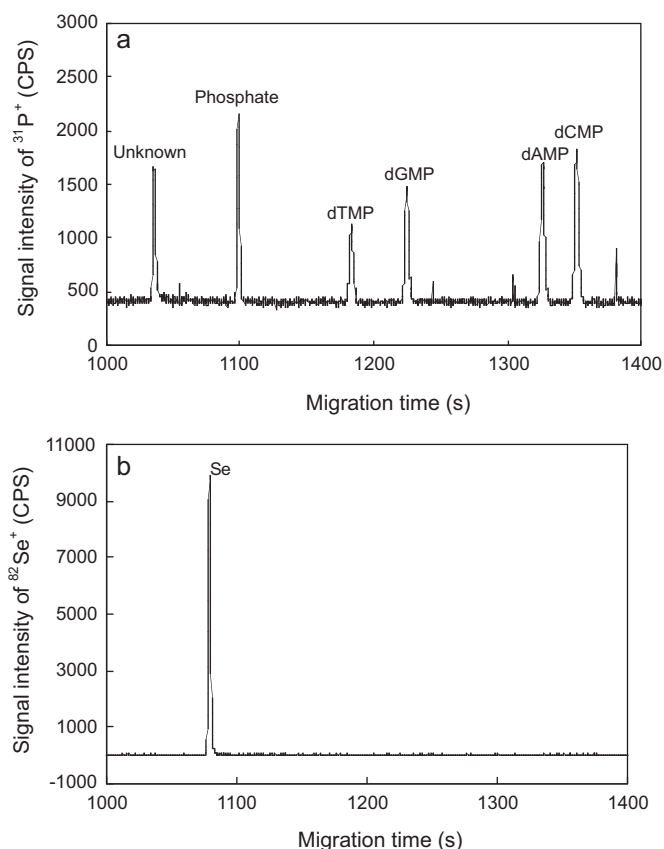 a
Signal intensity of ³¹P⁺ (CPS)
3000
2500
2000
1500
1000
500
0
Unknown
Phosphate
dTMP
dGMP
dAMP
dCMP
1000 1100 1200 1300 1400
Migration time (s)
b
Signal intensity of ⁸²Se⁺ (CPS)
11000
9000
7000
5000
3000
1000
-1000
Se
1000 1100 1200 1300 1400
Migration time (s)